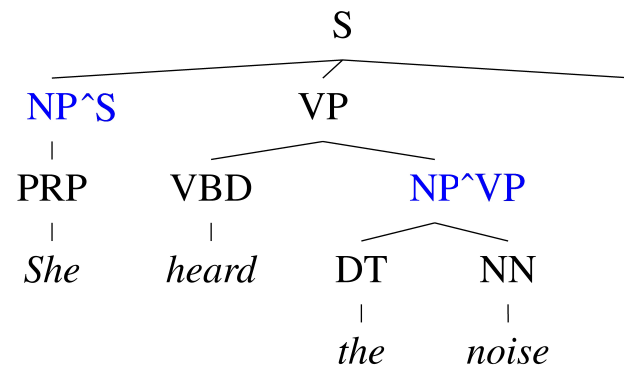 S
NP^S VP
PRP VBD NP^VP
She heard DT NN
the noise